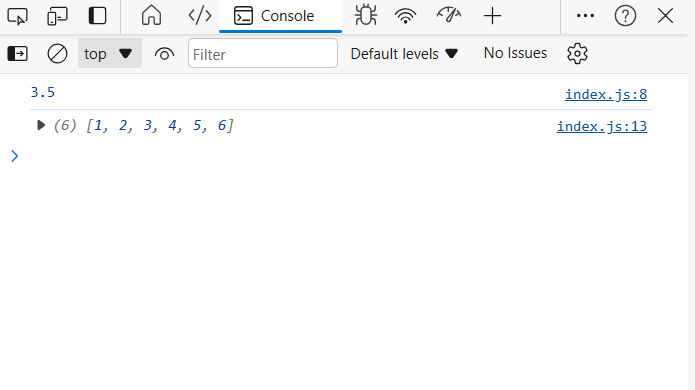 Console
top Filter Default levels No Issues
3.5 index.js:8
(6) [1, 2, 3, 4, 5, 6] index.js:13